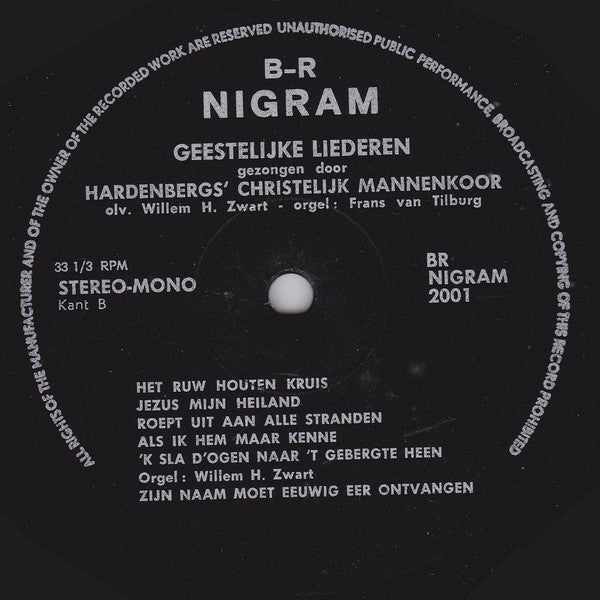 ALL RIGHTS OF THE MANUFACTURER AND OF THE OWNER OF THE RECORDED WORK ARE RESERVED UNAUTHORISED PUBLIC PERFORMANCE, BROADCASTING AND COPYING OF THIS RECORD PROHIBITED
B-R
NIGRAM
GEESTELIJKE LIEDEREN
gezongen door
HARDENBERGS' CHRISTELIJK MANNENKOOR
olv. Willem H. Zwart - orgel: Frans van Tilburg
33 1/3 RPM
STEREO-MONO
Kant B
BR
NIGRAM
2001
HET RUW HOUTEN KRUIS
JEZUS MIJN HEILAND
ROEPT UIT AAN ALLE STRANDEN
ALS IK HEM MAAR KENNE
'K SLA D'OGEN NAAR 'T GEBERGTE HEEN
Orgel: Willem H. Zwart
ZIJN NAAM MOET EEUWIG EER ONTVANGEN